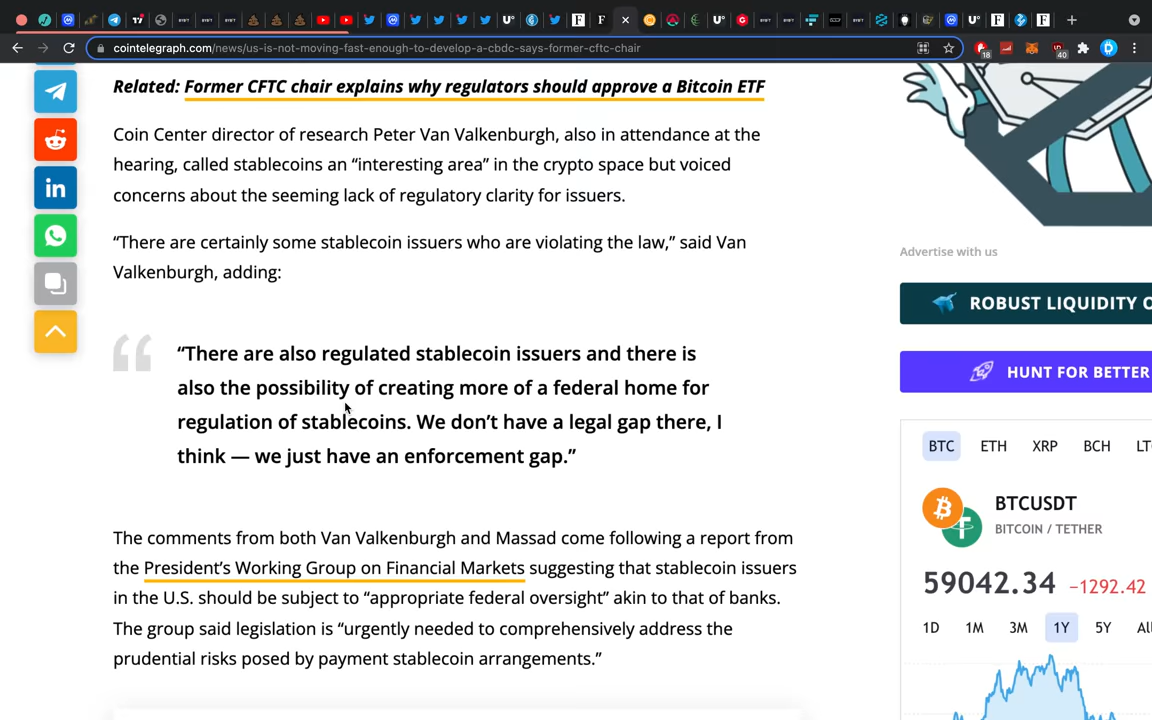 cointelegraph.com/news/us-is-not-moving-fast-enough-to-develop-a-cbdc-says-former-cftc-chair
18
40
Related: Former CFTC chair explains why regulators should approve a Bitcoin ETF
Coin Center director of research Peter Van Valkenburgh, also in attendance at the
hearing, called stablecoins an “interesting area” in the crypto space but voiced
concerns about the seeming lack of regulatory clarity for issuers.
“There are certainly some stablecoin issuers who are violating the law,” said Van
Valkenburgh, adding:
“There are also regulated stablecoin issuers and there is
also the possibility of creating more of a federal home for
regulation of stablecoins. We don’t have a legal gap there, I
think — we just have an enforcement gap.”
The comments from both Van Valkenburgh and Massad come following a report from
the President’s Working Group on Financial Markets suggesting that stablecoin issuers
in the U.S. should be subject to “appropriate federal oversight” akin to that of banks.
The group said legislation is “urgently needed to comprehensively address the
prudential risks posed by payment stablecoin arrangements.”
Advertise with us
ROBUST LIQUIDITY
HUNT FOR BETTER
BTC ETH XRP BCH
BTCUSDT
BITCOIN / TETHER
59042.34 −1292.42
1D 1M 3M 1Y 5Y